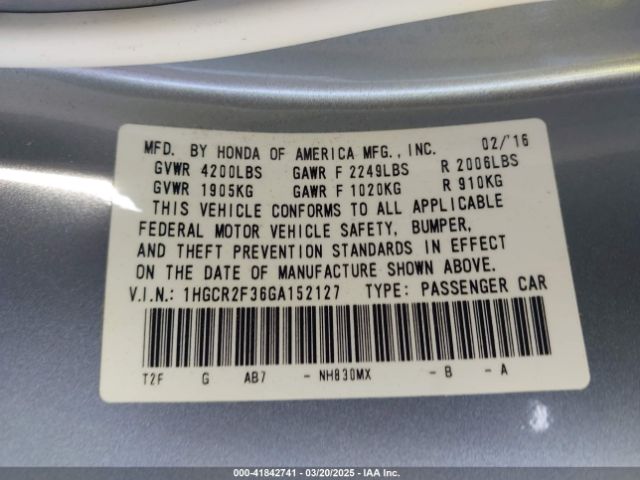 MFD. BY HONDA OF AMERICA MFG., INC. 02/'16
GVWR 4200LBS GAWR F 2249LBS R 2006LBS
GVWR 1905KG GAWR F 1020KG R 910KG
THIS VEHICLE CONFORMS TO ALL APPLICABLE
FEDERAL MOTOR VEHICLE SAFETY, BUMPER,
AND THEFT PREVENTION STANDARDS IN EFFECT
ON THE DATE OF MANUFACTURE SHOWN ABOVE.
V.I.N.: 1HGCR2F36GA152127 TYPE: PASSENGER CAR
T2F G AB7 - NH830MX - B - A
000-41842741 - 03/20/2025 - IAA Inc.